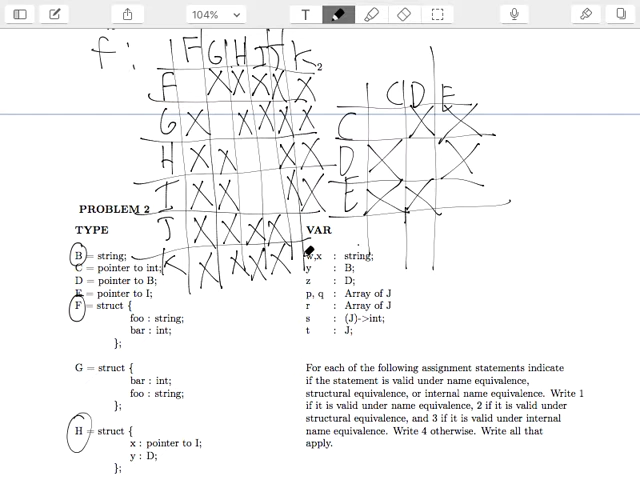 104%
T
f : F G H I J K 2
F X X X X X
C D E
G X X X X X
C X X
H X X X X
D X X
I X X X X
E X X
PROBLEM 2
J X X X X
TYPE
VAR
K X X X X
B = string;
C = pointer to int;
D = pointer to B;
E = pointer to I;
F = struct {
foo : string;
bar : int;
};
G = struct {
bar : int;
foo : string;
};
H = struct {
x : pointer to I;
y : D;
};
w,x : string;
y : B;
z : D;
p, q : Array of J
r : Array of J
s : (J)->int;
t : J;
For each of the following assignment statements indicate
if the statement is valid under name equivalence,
structural equivalence, or internal name equivalence. Write 1
if it is valid under name equivalence, 2 if it is valid under
structural equivalence, and 3 if it is valid under internal
name equivalence. Write 4 otherwise. Write all that
apply.